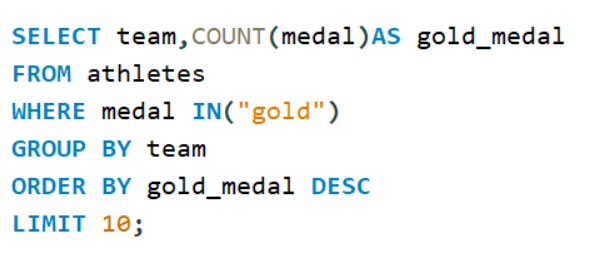 SELECT team,COUNT(medal)AS gold_medal
FROM athletes
WHERE medal IN("gold")
GROUP BY team
ORDER BY gold_medal DESC
LIMIT 10;